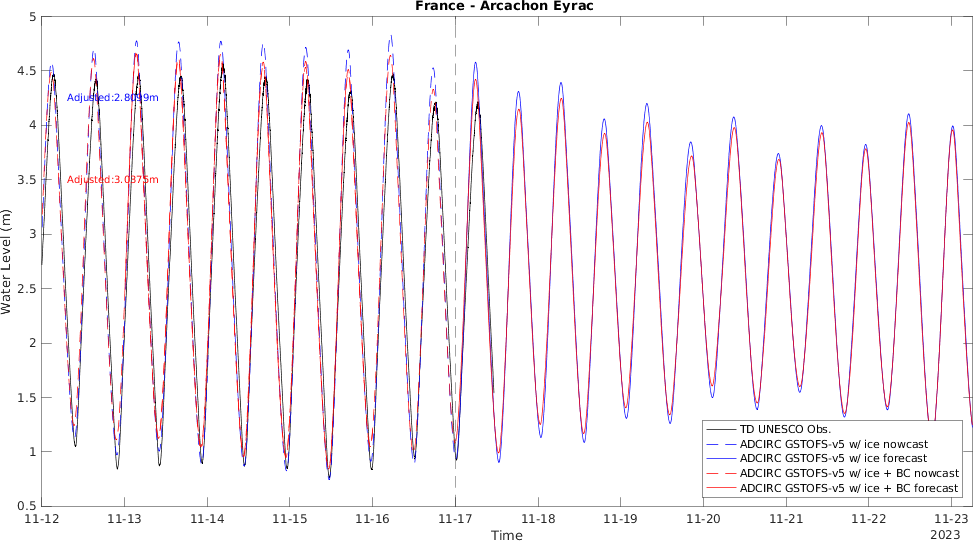 France - Arcachon Eyrac
5
4.5
4
3.5
3
2.5
2
1.5
1
0.5
Water Level (m)
Adjusted:2.8099m
Adjusted:3.0375m
TD UNESCO Obs.
ADCIRC GSTOFS-v5 w/ ice nowcast
ADCIRC GSTOFS-v5 w/ ice forecast
ADCIRC GSTOFS-v5 w/ ice + BC nowcast
ADCIRC GSTOFS-v5 w/ ice + BC forecast
11-12 11-13 11-14 11-15 11-16 11-17 11-18 11-19 11-20 11-21 11-22 11-23
2023
Time